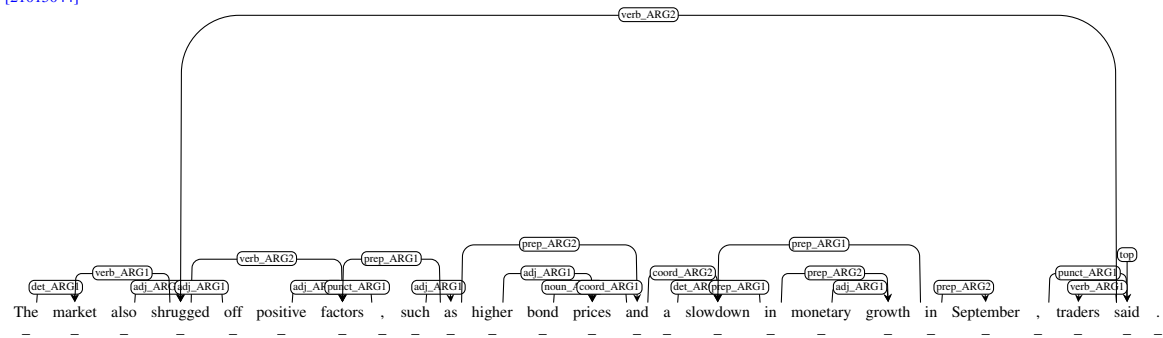 verb_ARG2
prep_ARG2 prep_ARG1
verb_ARG2 prep_ARG1 top
verb_ARG1 adj_ARG1 coord_ARG2 prep_ARG2 punct_ARG1
det_ARG1 adj_ARG1 punct_ARG1 adj_ARG1 coord_ARG1 prep_ARG1 adj_ARG1 prep_ARG2 verb_ARG1
The market also shrugged off positive factors , such as higher bond prices and a slowdown in monetary growth in September , traders said .
_ _ _ _ _ _ _ _ _ _ _ _ _ _ _ _ _ _ _ _ _ _ _ _ _